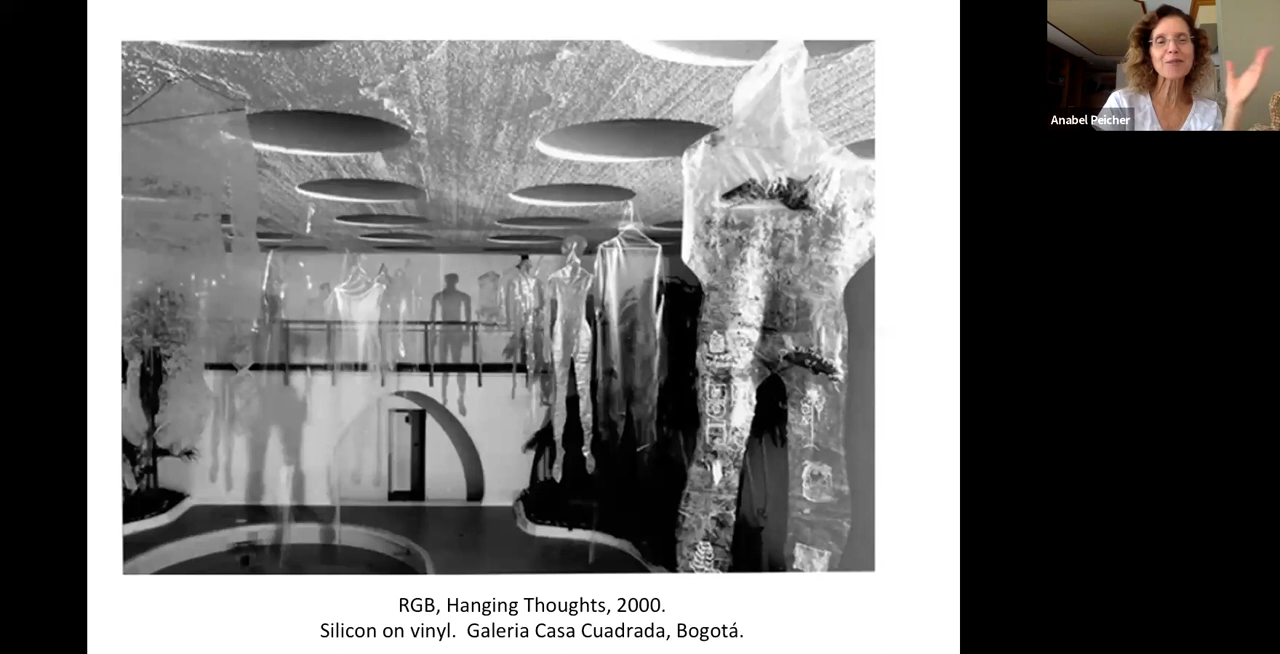 Anabel Peicher
RGB, Hanging Thoughts, 2000.
Silicon on vinyl.  Galeria Casa Cuadrada, Bogotá.